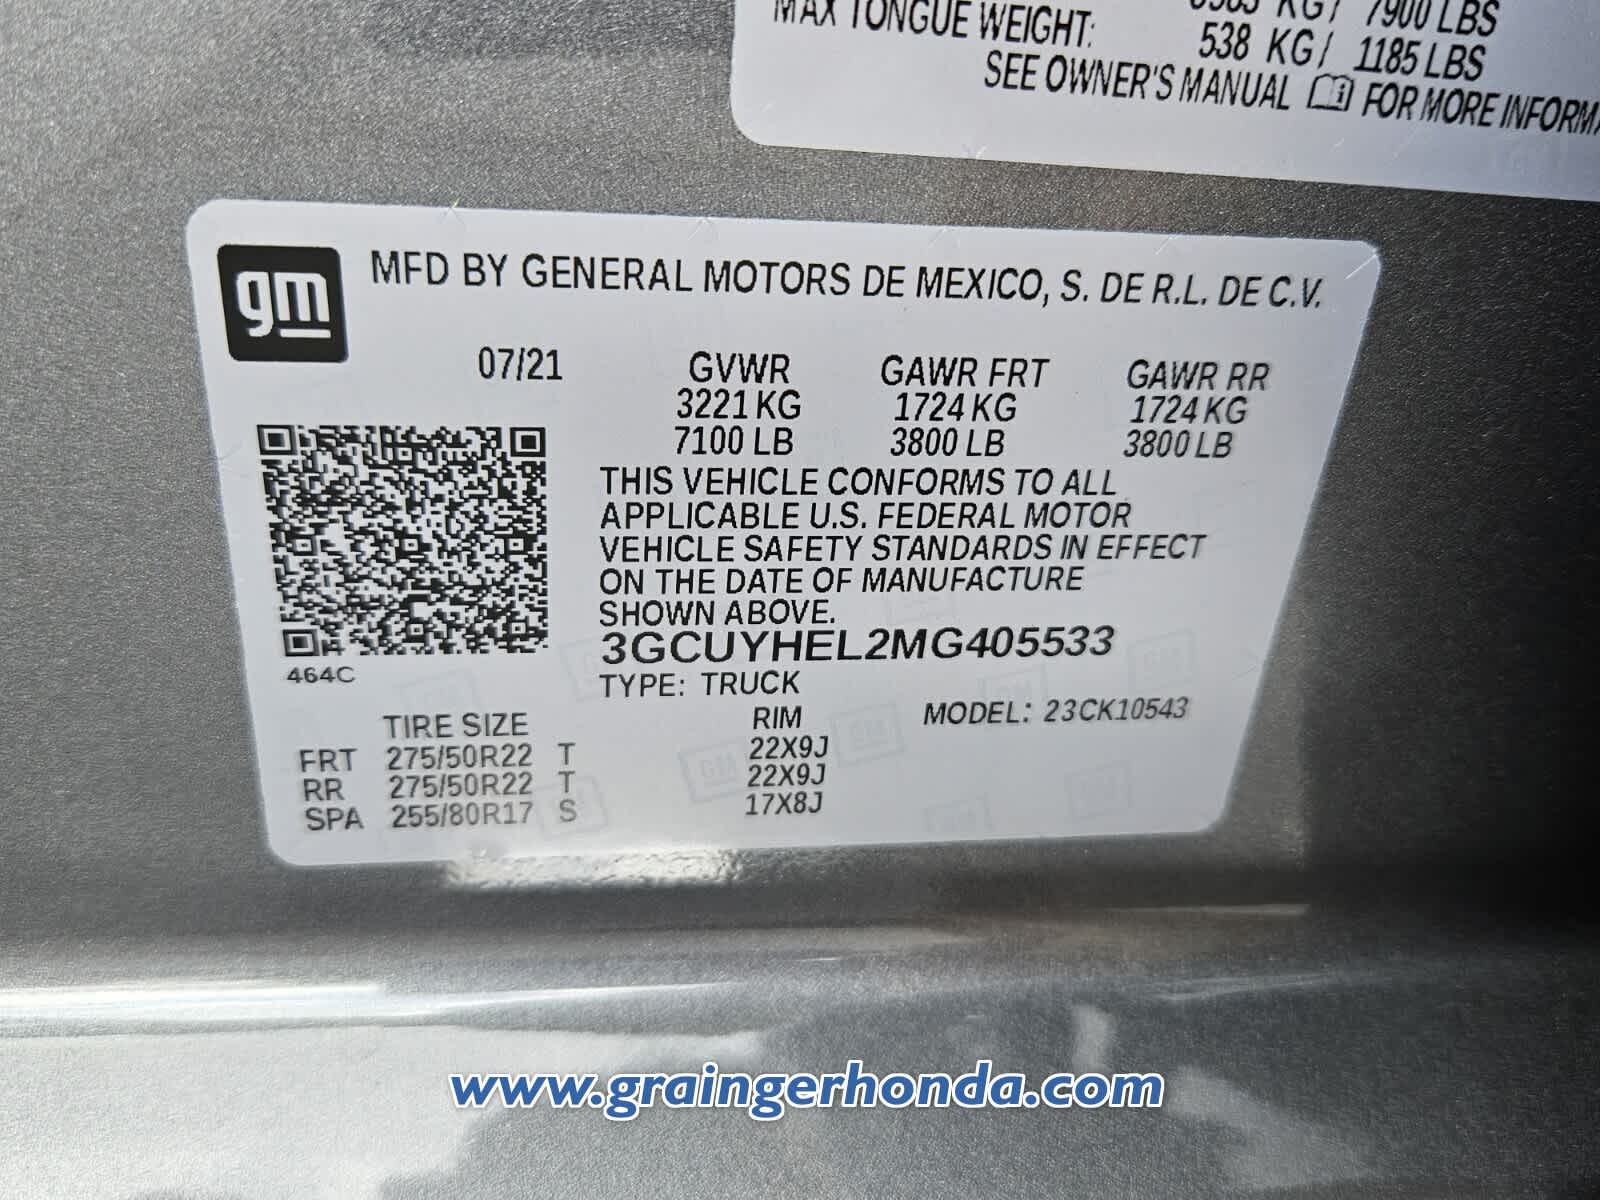 7900 LBS
MAX TONGUE WEIGHT: 538 KG/ 1185 LBS
SEE OWNER'S MANUAL FOR MORE
gm
MFD BY GENERAL MOTORS DE MEXICO, S. DE R.L. DE C.V.
07/21 GVWR GAWR FRT GAWR RR
3221 KG 1724 KG 1724 KG
7100 LB 3800 LB 3800 LB
THIS VEHICLE CONFORMS TO ALL
APPLICABLE U.S. FEDERAL MOTOR
VEHICLE SAFETY STANDARDS IN EFFECT
ON THE DATE OF MANUFACTURE
SHOWN ABOVE.
3GCUYHEL2MG405533
464C
TYPE: TRUCK
TIRE SIZE RIM MODEL: 23CK10543
FRT 275/50R22 T 22X9J
RR 275/50R22 T 22X9J
SPA 255/80R17 S 17X8J
www.graingerhonda.com